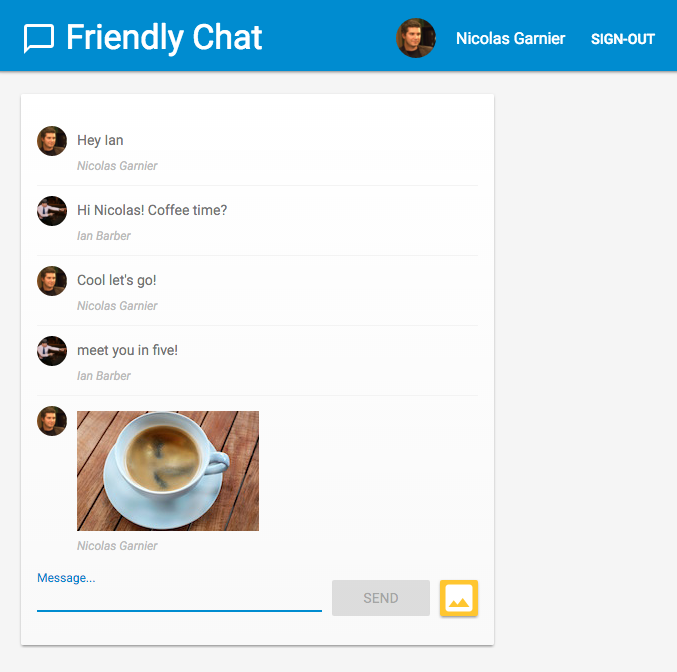 Friendly Chat
Nicolas Garnier
SIGN-OUT
Hey Ian
Nicolas Garnier
Hi Nicolas! Coffee time?
Ian Barber
Cool let's go!
Nicolas Garnier
meet you in five!
Ian Barber
Nicolas Garnier
Message...
SEND